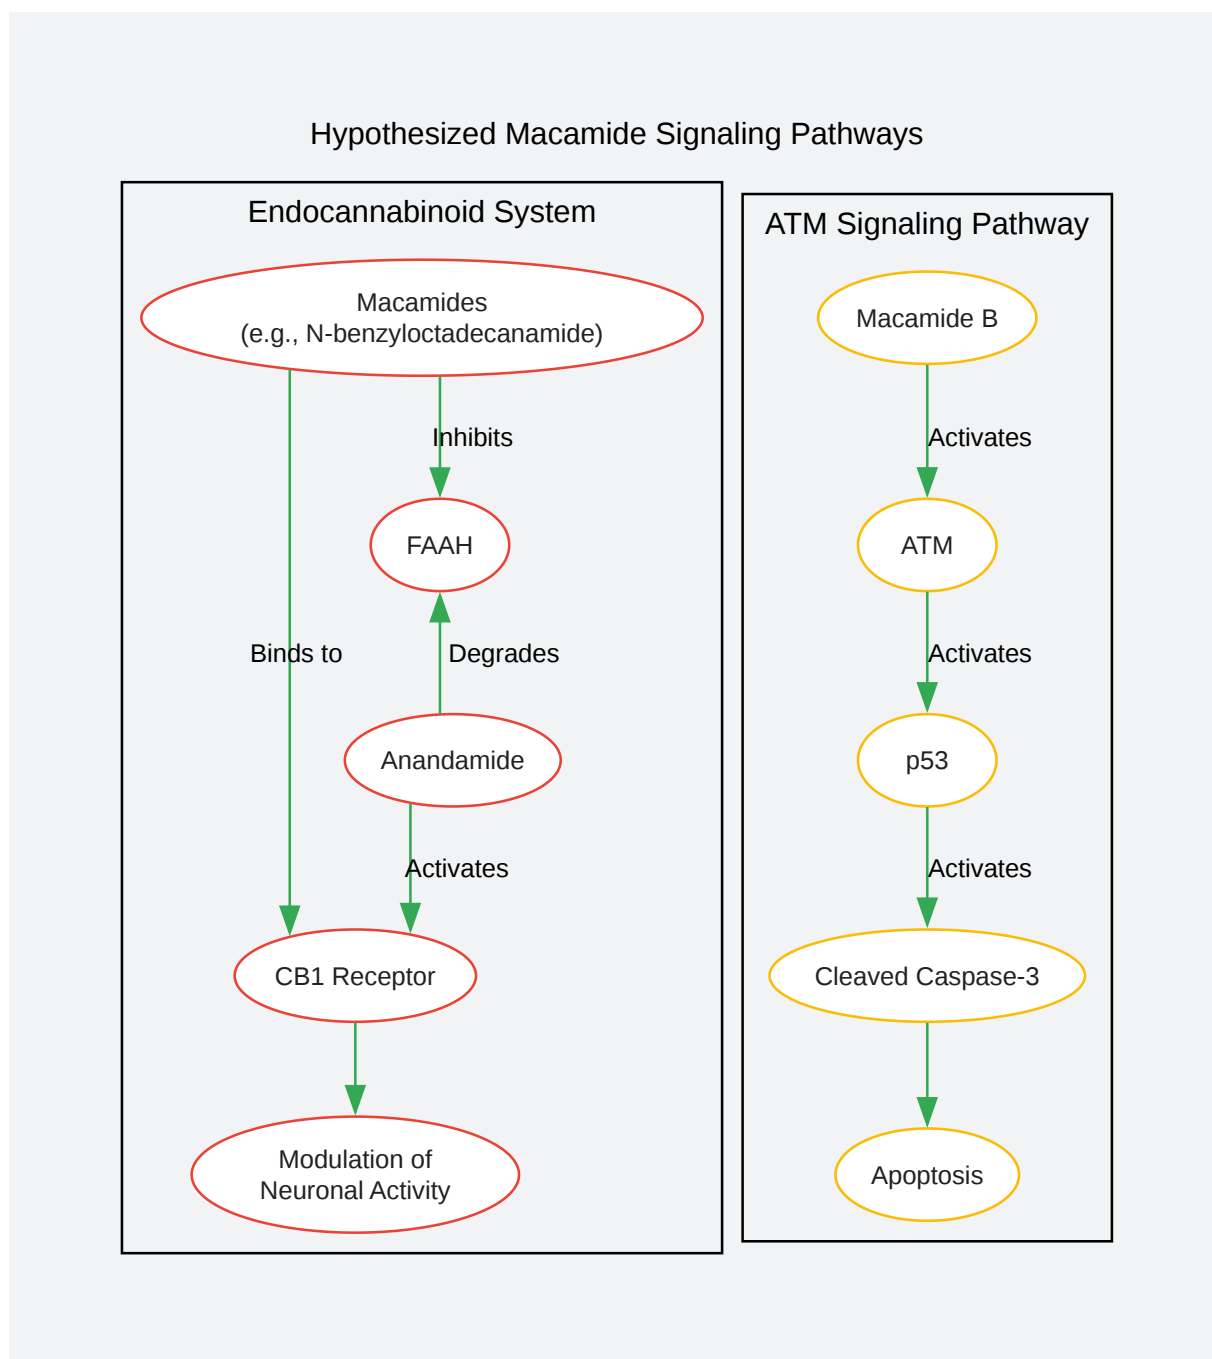 Hypothesized Macamide Signaling Pathways
Endocannabinoid System
Macamides
(e.g., N-benzyloctadecanamide)
Inhibits
FAAH
Binds to
Degrades
Anandamide
Activates
CB1 Receptor
Modulation of
Neuronal Activity
ATM Signaling Pathway
Macamide B
Activates
ATM
Activates
p53
Activates
Cleaved Caspase-3
Apoptosis